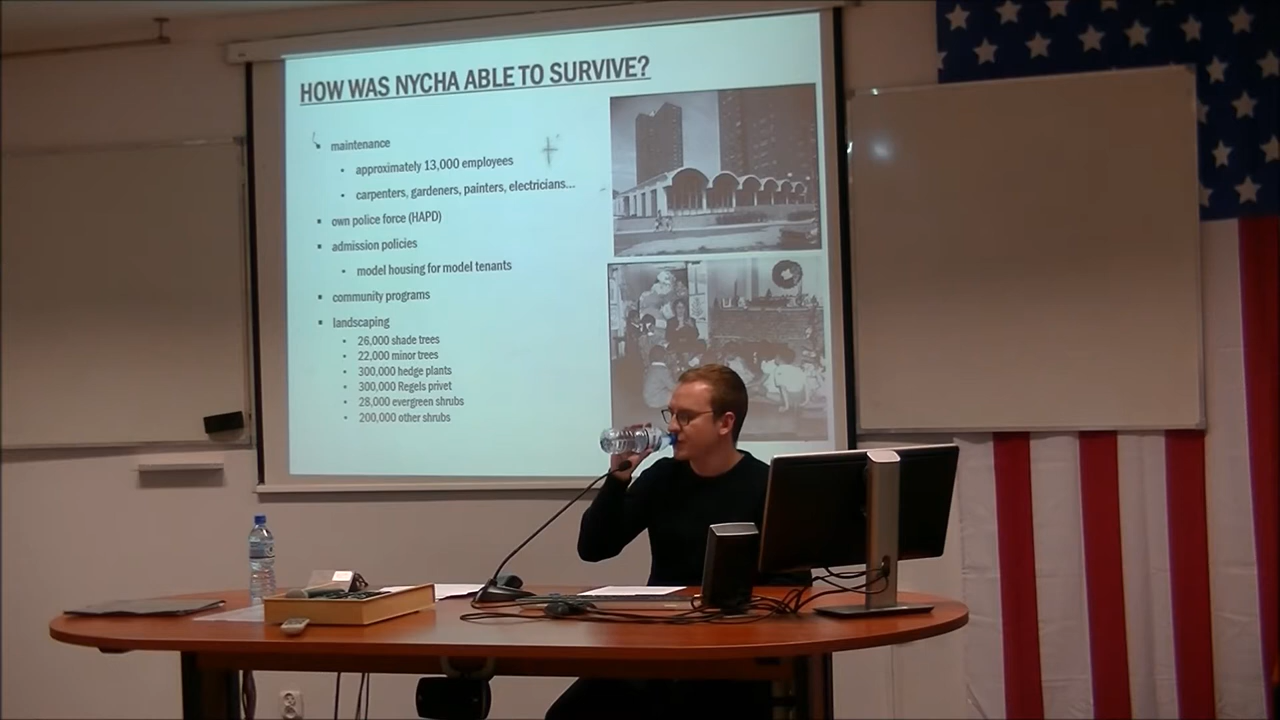 HOW WAS NYCHA ABLE TO SURVIVE?
maintenance
approximately 13,000 employees
carpenters, gardeners, painters, electricians...
own police force (HAPD)
admission policies
model housing for model tenants
community programs
landscaping
26,000 shade trees
22,000 minor trees
300,000 hedge plants
300,000 Regels privet
28,000 evergreen shrubs
200,000 other shrubs